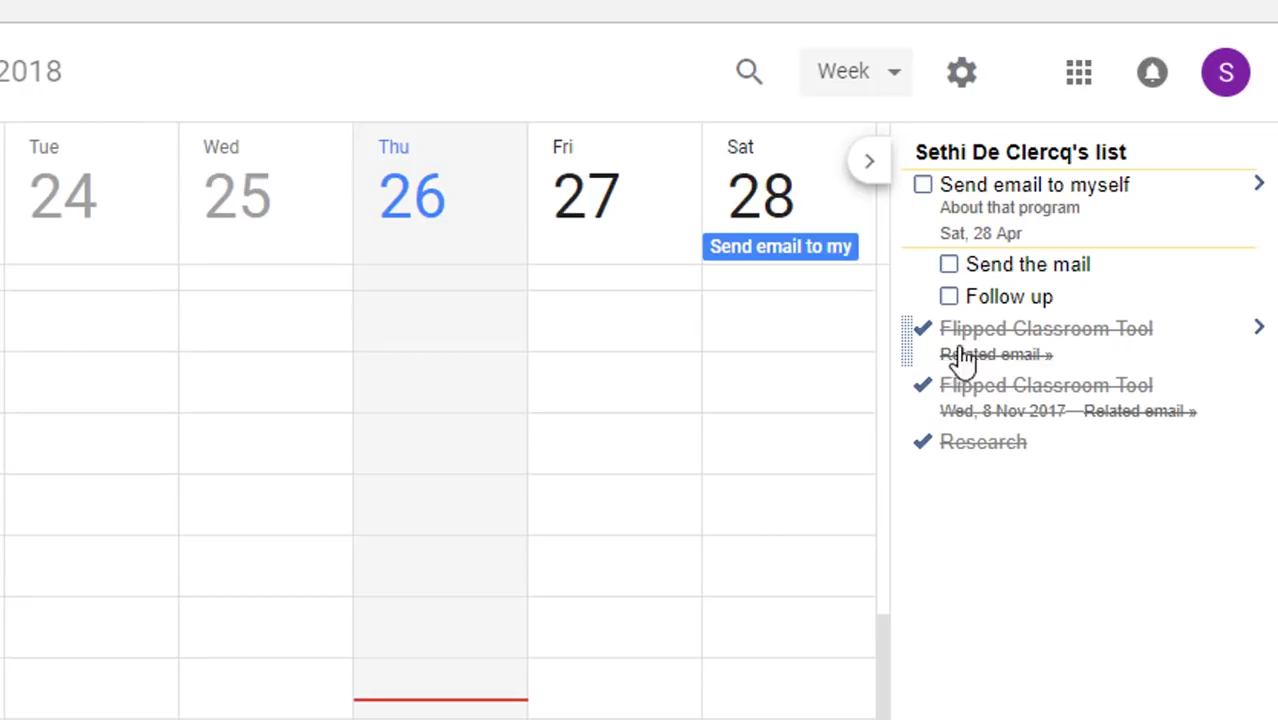 2018
Week
S
Tue
24
Wed
25
Thu
26
Fri
27
Sat
28
Send email to my
Sethi De Clercq's list
Send email to myself
About that program
Sat, 28 Apr
Send the mail
Follow up
Flipped Classroom Tool
Related email »
Flipped Classroom Tool
Wed, 8 Nov 2017 - Related email »
Research